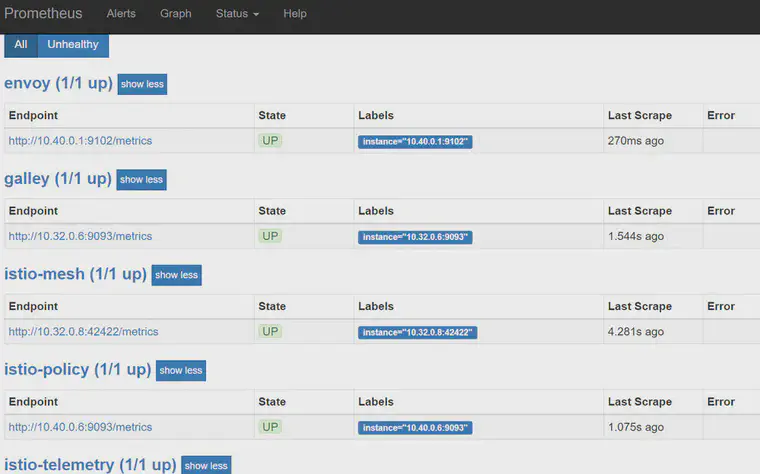 Prometheus Alerts Graph Status Help
All Unhealthy
envoy (1/1 up) show less
Endpoint State Labels Last Scrape Error
http://10.40.0.1:9102/metrics UP instance="10.40.0.1:9102" 270ms ago
galley (1/1 up) show less
Endpoint State Labels Last Scrape Error
http://10.32.0.6:9093/metrics UP instance="10.32.0.6:9093" 1.544s ago
istio-mesh (1/1 up) show less
Endpoint State Labels Last Scrape Error
http://10.32.0.8:42422/metrics UP instance="10.32.0.8:42422" 4.281s ago
istio-policy (1/1 up) show less
Endpoint State Labels Last Scrape Error
http://10.40.0.6:9093/metrics UP instance="10.40.0.6:9093" 1.075s ago
istio-telemetry (1/1 up) show less